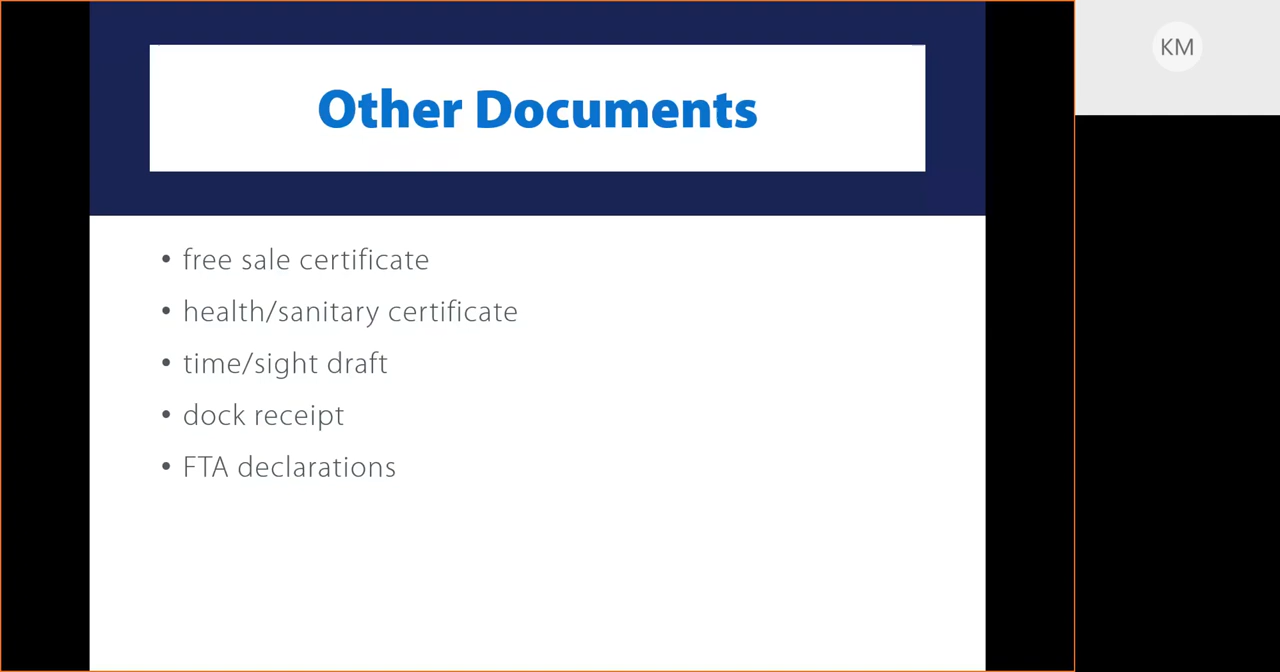 Other Documents
KM
• free sale certificate
• health/sanitary certificate
• time/sight draft
• dock receipt
• FTA declarations